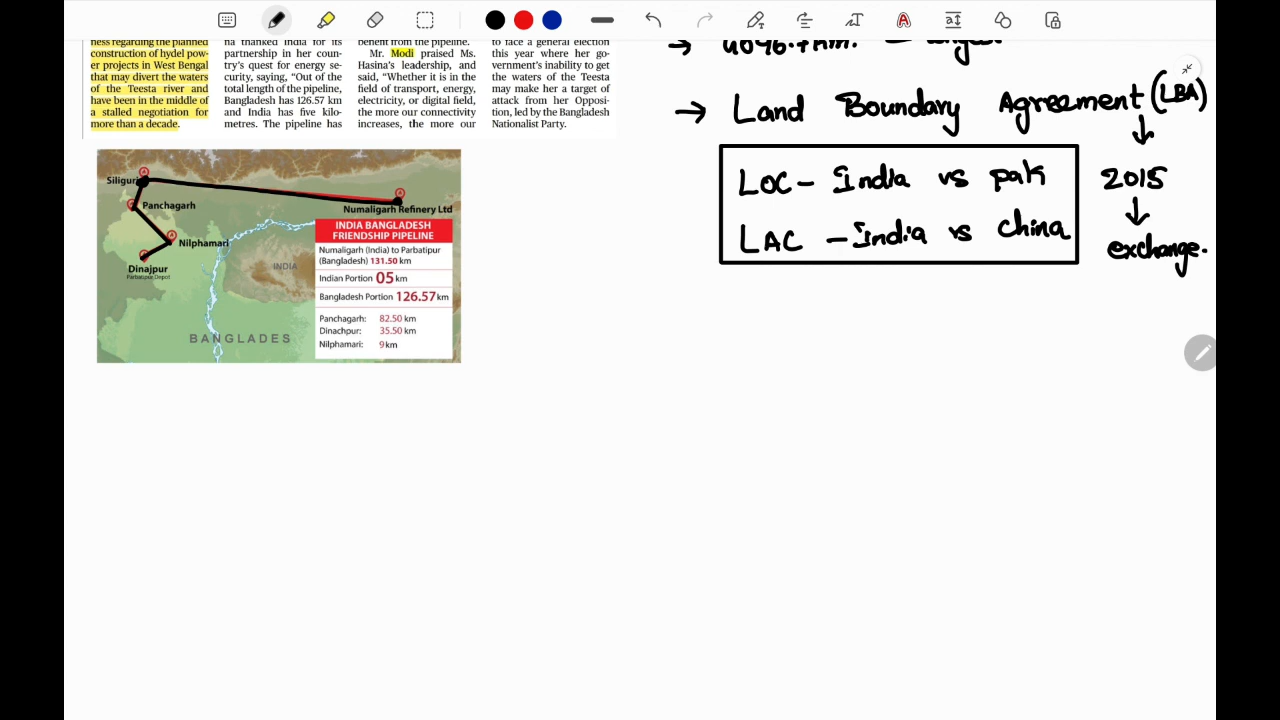 ness regarding the planned
construction of hydel pow-
er projects in West Bengal
that may divert the waters
of the Teesta river and
have been in the middle of
a stalled negotiation for
more than a decade.
na thanked India for its
partnership in her coun-
try's quest for energy se-
curity, saying, "Out of the
total length of the pipeline,
Bangladesh has 126.57 km
and India has five kilo-
metres. The pipeline has
benefit from the pipeline.
Mr. Modi praised Ms.
Hasina's leadership, and
said, "Whether it is in the
field of transport, energy,
electricity, or digital field,
the more our connectivity
increases, the more our
to face a general election
this year where her go-
vernment's inability to get
the waters of the Teesta
may make her a target of
attack from her Opposi-
tion, led by the Bangladesh
Nationalist Party.
Siliguri
Panchagarh
Numaligarh Refinery Ltd
Nilphamari
Dinajpur
Parbatipur Depot
INDIA
BANGLADES
INDIA BANGLADESH
FRIENDSHIP PIPELINE
Numaligarh (India) to Parbatipur
(Bangladesh) 131.50 km
Indian Portion 05 km
Bangladesh Portion 126.57 km
Panchagarh: 82.50 km
Dinachpur: 35.50 km
Nilphamari: 9 km
→ 4096.7km.
→ Land Boundary Agreement (LBA)
↓
2015
↓
exchange.
LOC - India vs pak
LAC - India vs china